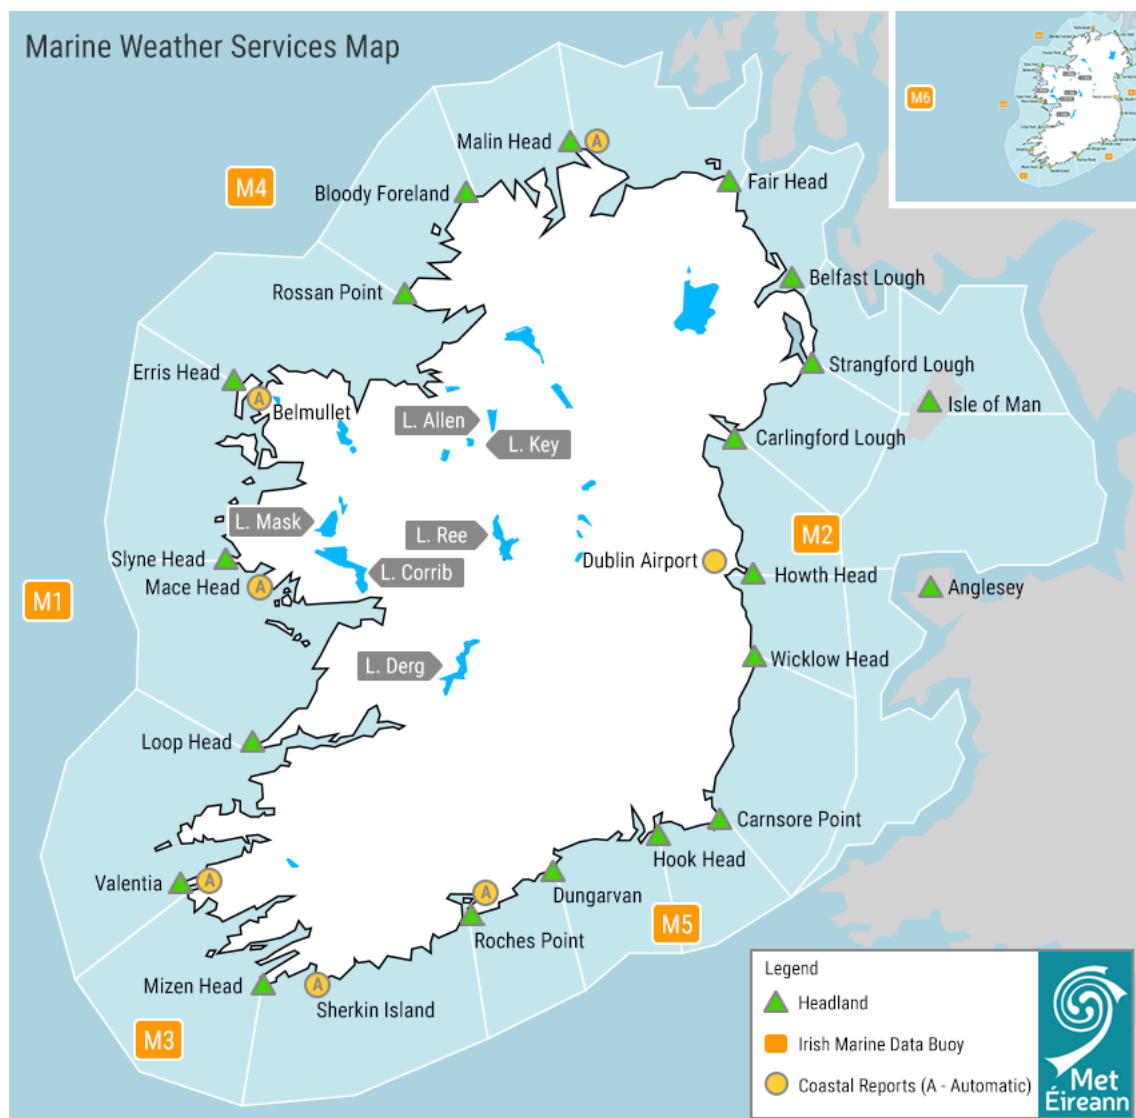 Marine Weather Services Map
M6
Malin Head
A
M4
Bloody Foreland
Fair Head
Rossan Point
Belfast Lough
Erris Head
Strangford Lough
A
Belmullet
Isle of Man
L. Allen
L. Key
Carlingford Lough
L. Mask
L. Ree
M2
Slyne Head
Dublin Airport
L. Corrib
Howth Head
Mace Head
A
Anglesey
M1
Wicklow Head
L. Derg
Loop Head
Carnsore Point
Hook Head
Valentia
A
A
Dungarvan
M5
Roches Point
Mizen Head
A
Sherkin Island
M3
Legend
Headland
Irish Marine Data Buoy
Coastal Reports (A - Automatic)
Met
Éireann